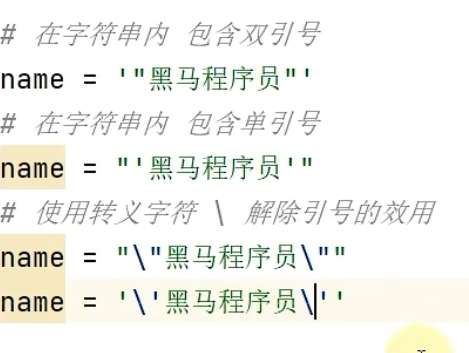 # 在字符串内 包含双引号
name = '"黑马程序员"'
# 在字符串内 包含单引号
name = "'黑马程序员'"
# 使用转义字符 \ 解除引号的效用
name = "\"黑马程序员\""
name = '\'黑马程序员\''